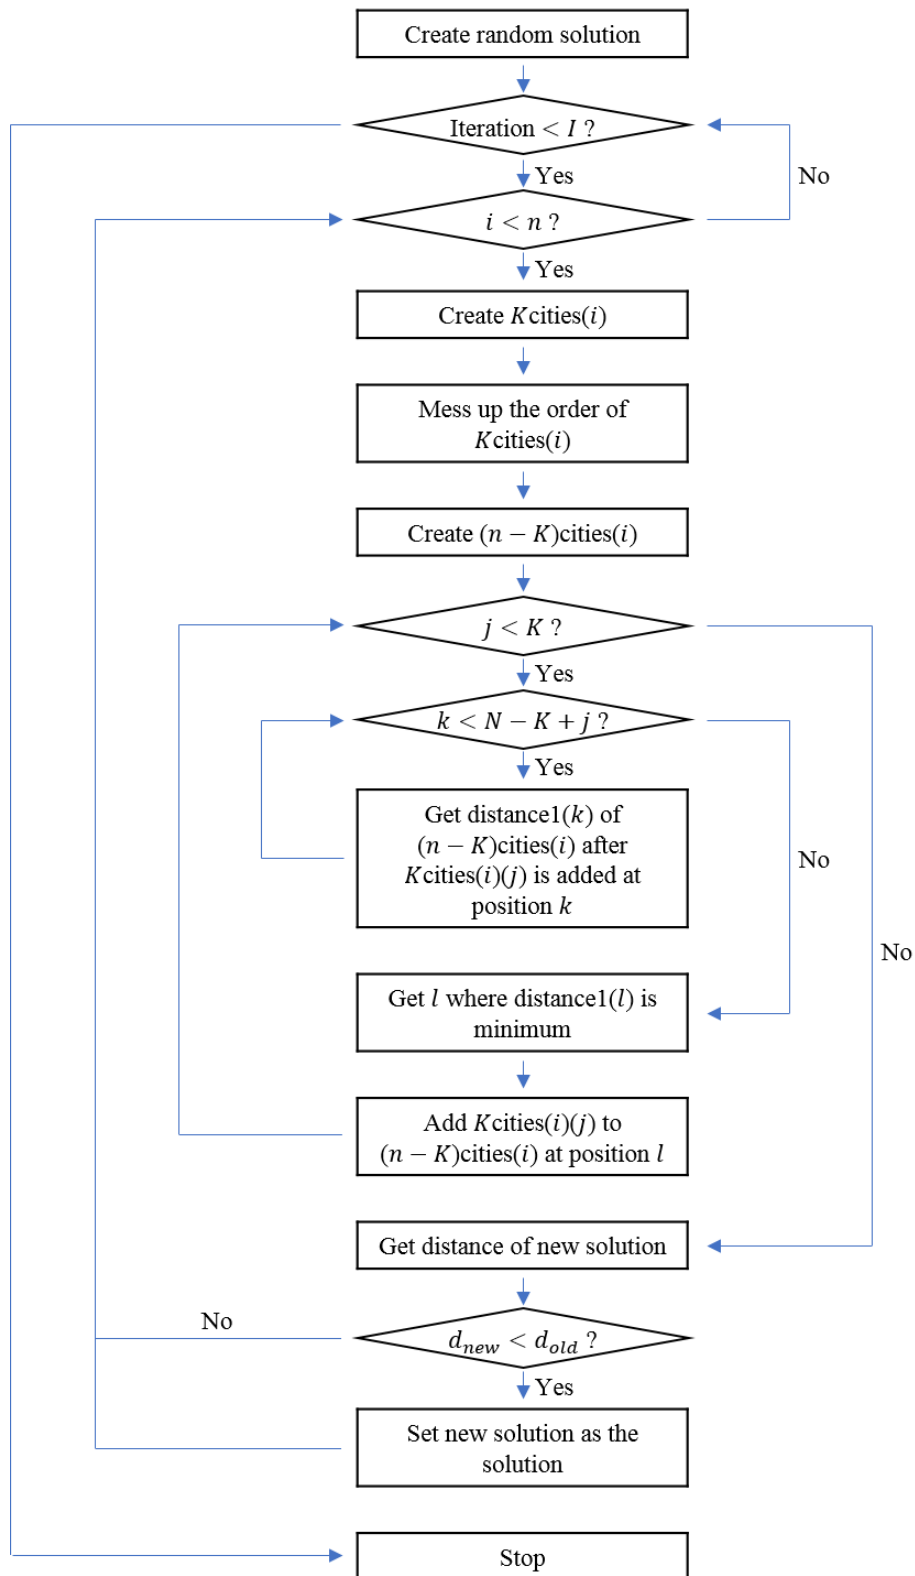 Create random solution
Iteration < I ?
Yes
No
i < n ?
Yes
Create Kcities(i)
Mess up the order of
Kcities(i)
Create (n − K)cities(i)
j < K ?
Yes
k < N − K + j ?
Yes
Get distance1(k) of
(n − K)cities(i) after
Kcities(i)(j) is added at
position k
No
No
Get l where distance1(l) is
minimum
Add Kcities(i)(j) to
(n − K)cities(i) at position l
Get distance of new solution
No
d_new < d_old ?
Yes
Set new solution as the
solution
Stop